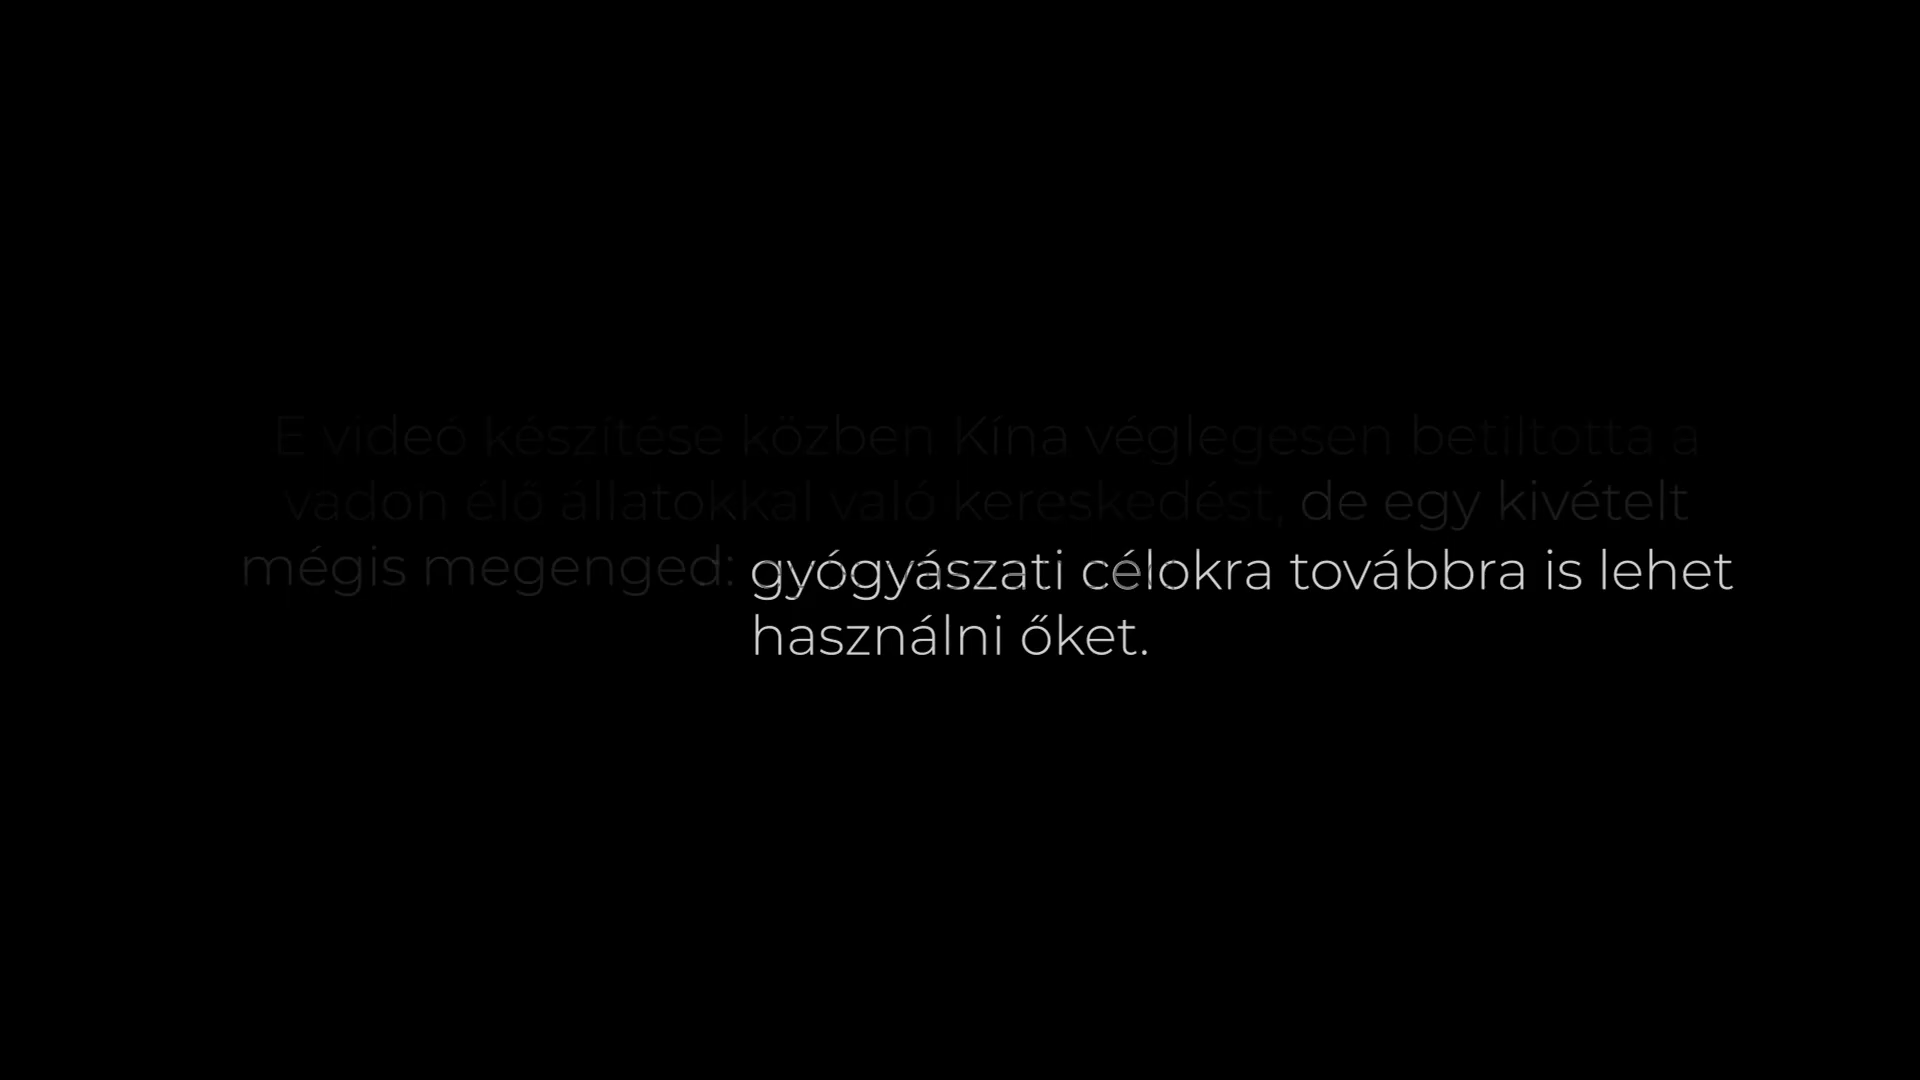 E videó készítése közben Kína véglegesen betiltotta a
vadon élő állatokkal való kereskedést, de egy kivételt
mégis megenged: gyógyászati célokra továbbra is lehet
használni őket.